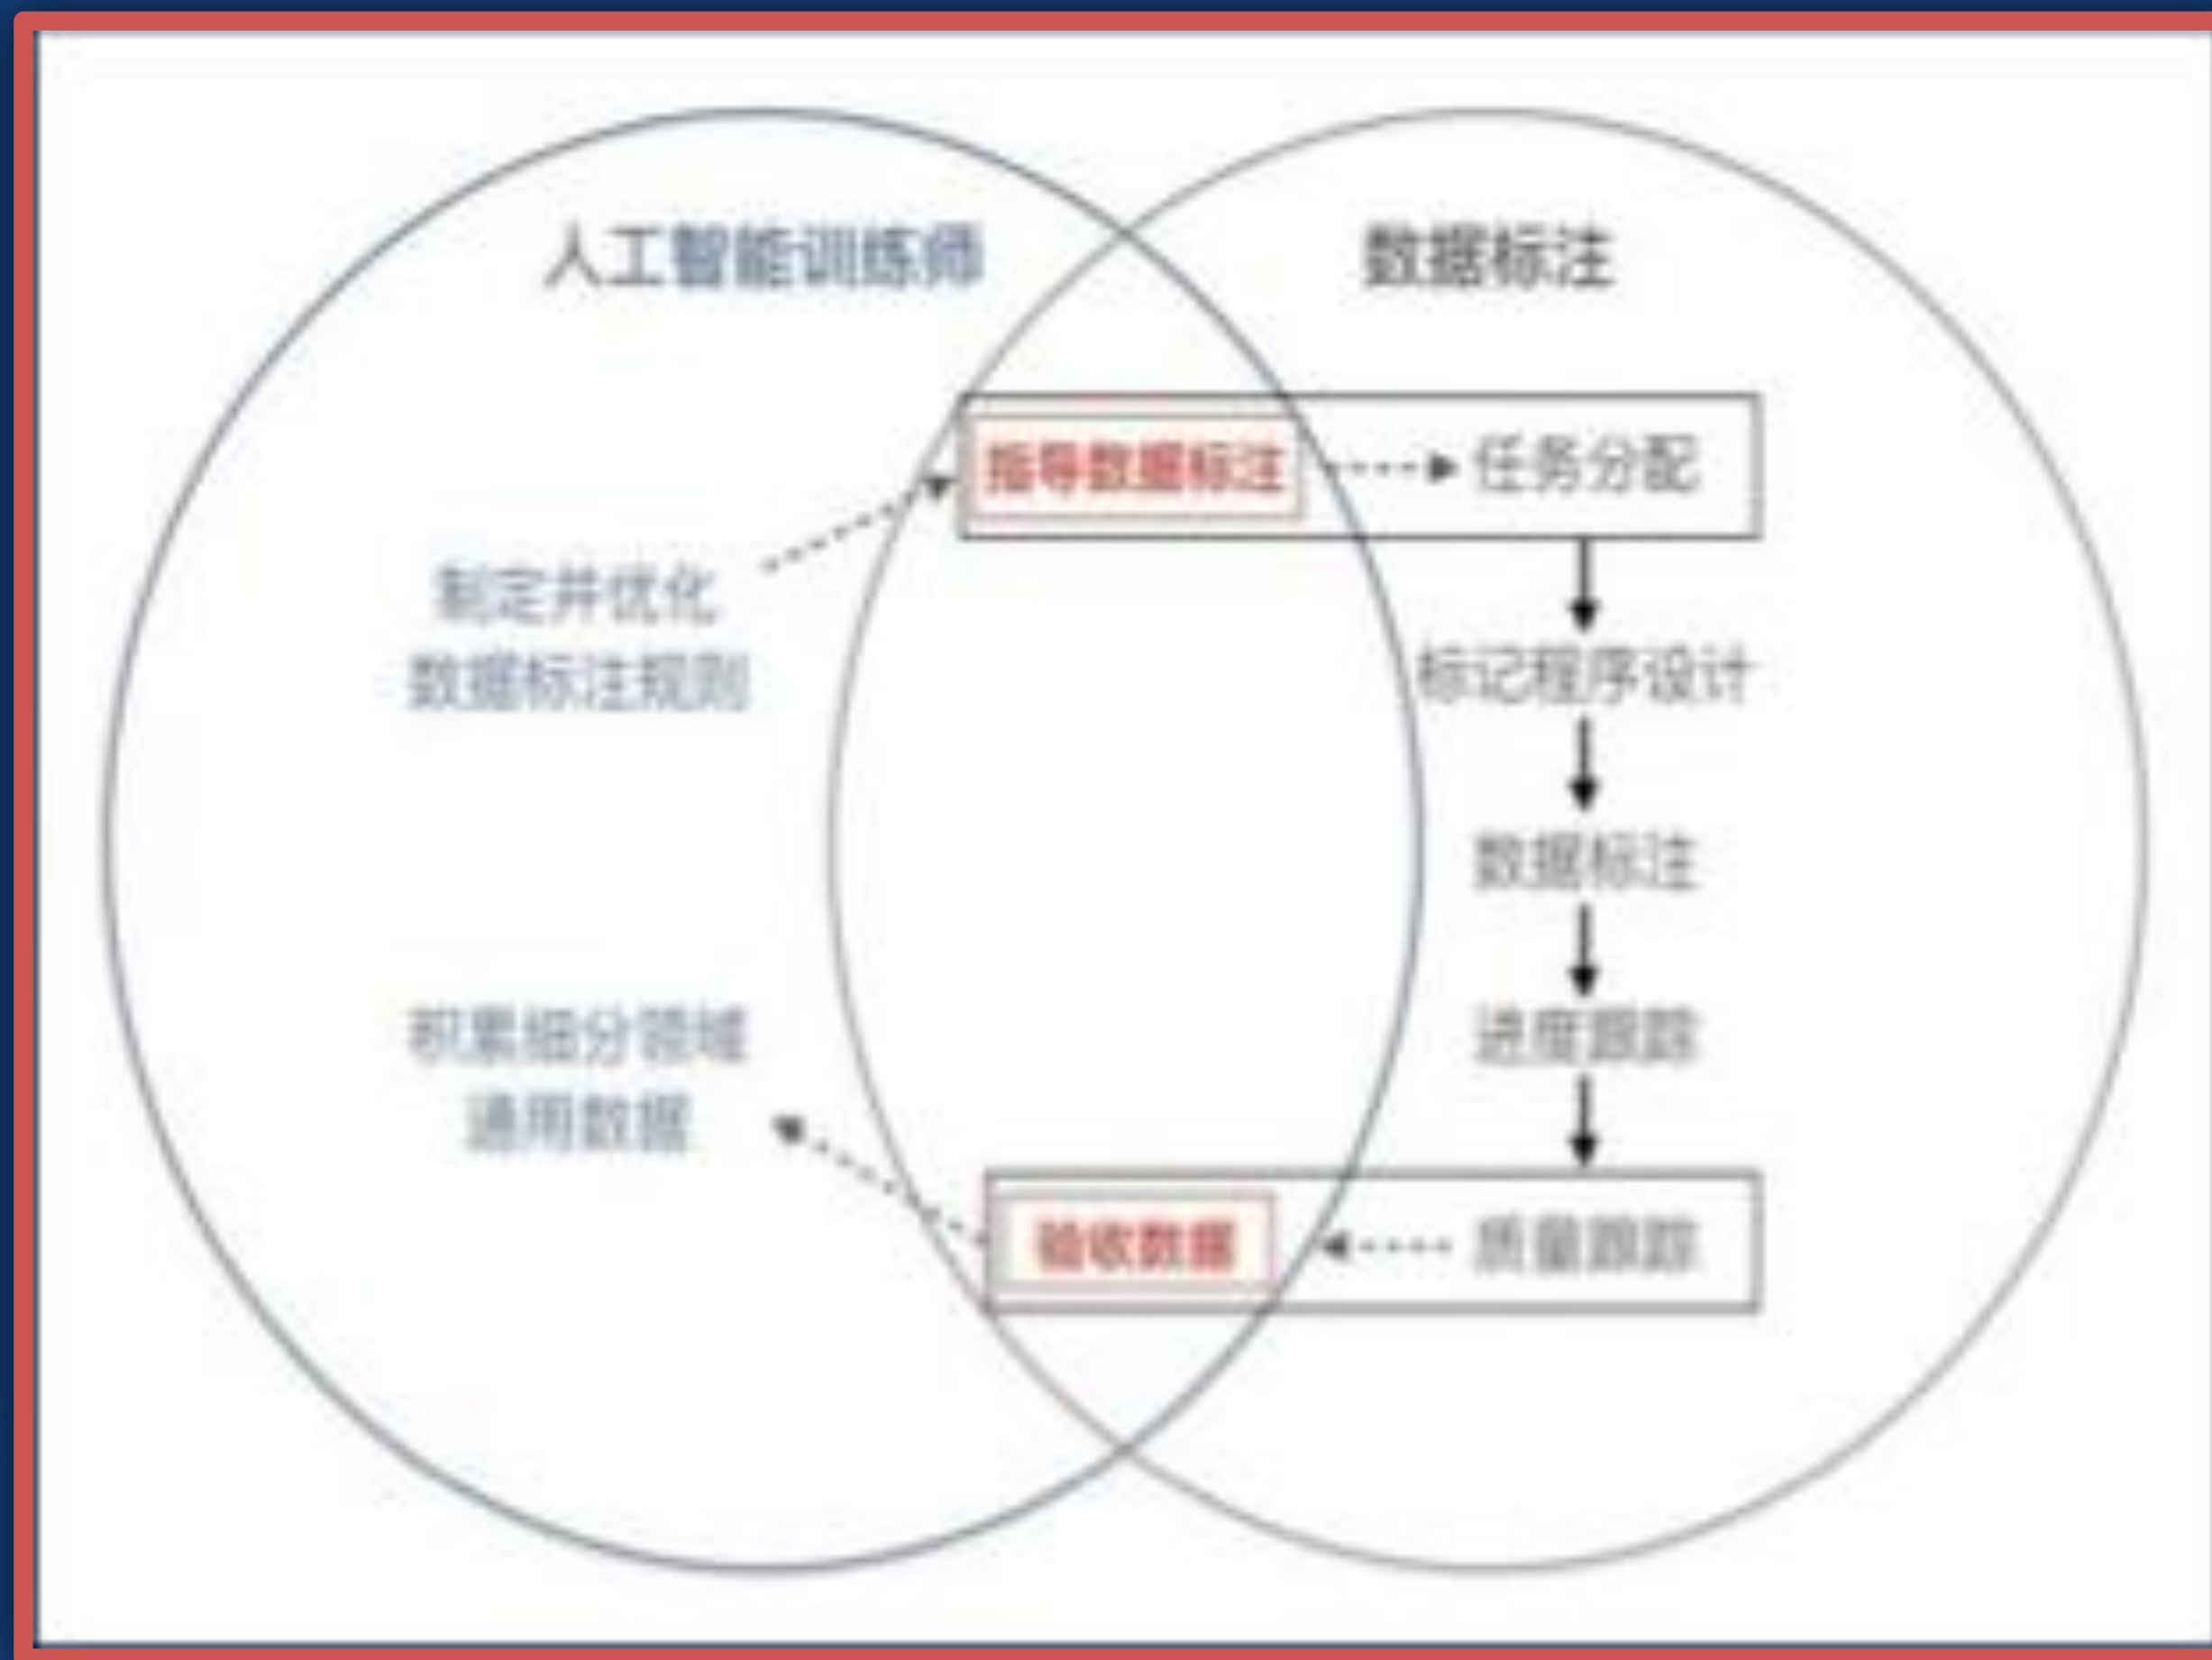 人工智能训练师
数据标注
指导数据标注
任务分配
制定并优化
数据标注规则
标记程序设计
数据标注
积累细分领域
通用数据
进度跟踪
验收数据
质量跟踪